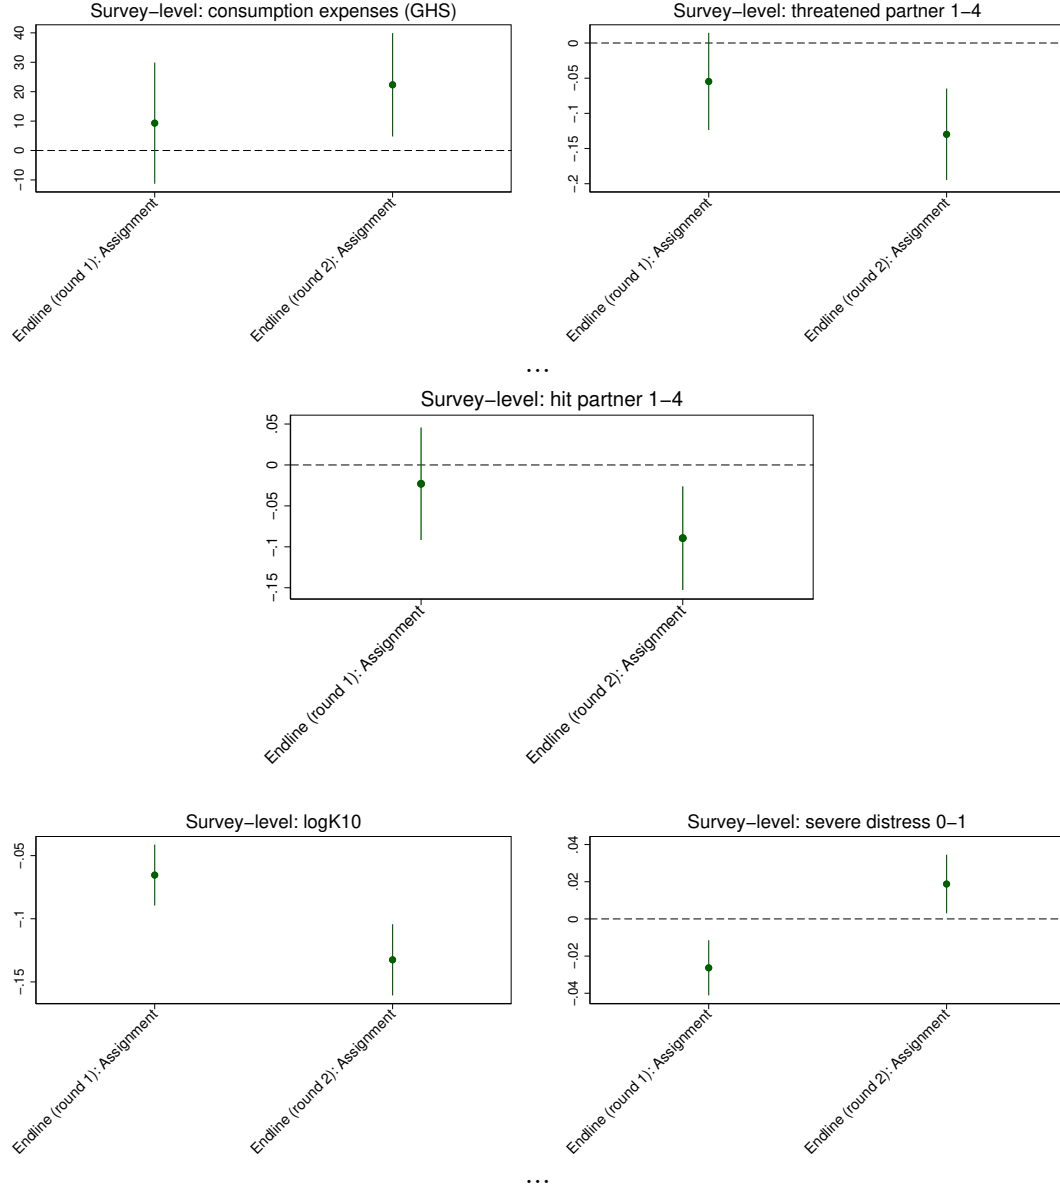 Survey−level: consumption expenses (GHS)
40
30
20
10
0
−10
Endline (round 1): Assignment
Endline (round 2): Assignment
Survey−level: threatened partner 1−4
0
−.05
−.1
−.15
−.2
Endline (round 1): Assignment
Endline (round 2): Assignment
...
Survey−level: hit partner 1−4
.05
0
−.05
−.1
−.15
Endline (round 1): Assignment
Endline (round 2): Assignment
Survey−level: logK10
−.05
−.1
−.15
Endline (round 1): Assignment
Endline (round 2): Assignment
Survey−level: severe distress 0−1
.04
.02
0
−.02
−.04
Endline (round 1): Assignment
Endline (round 2): Assignment
...